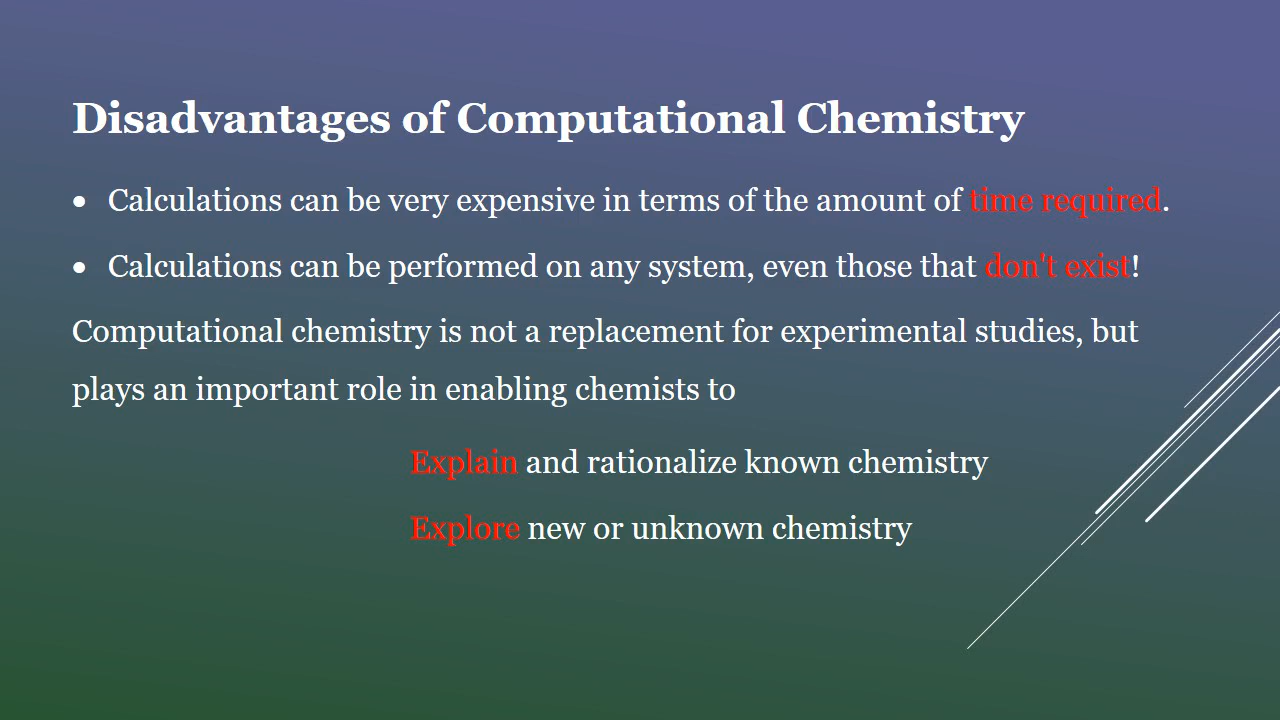 Disadvantages of Computational Chemistry
• Calculations can be very expensive in terms of the amount of time required.
• Calculations can be performed on any system, even those that don't exist!
Computational chemistry is not a replacement for experimental studies, but
plays an important role in enabling chemists to
Explain and rationalize known chemistry
Explore new or unknown chemistry